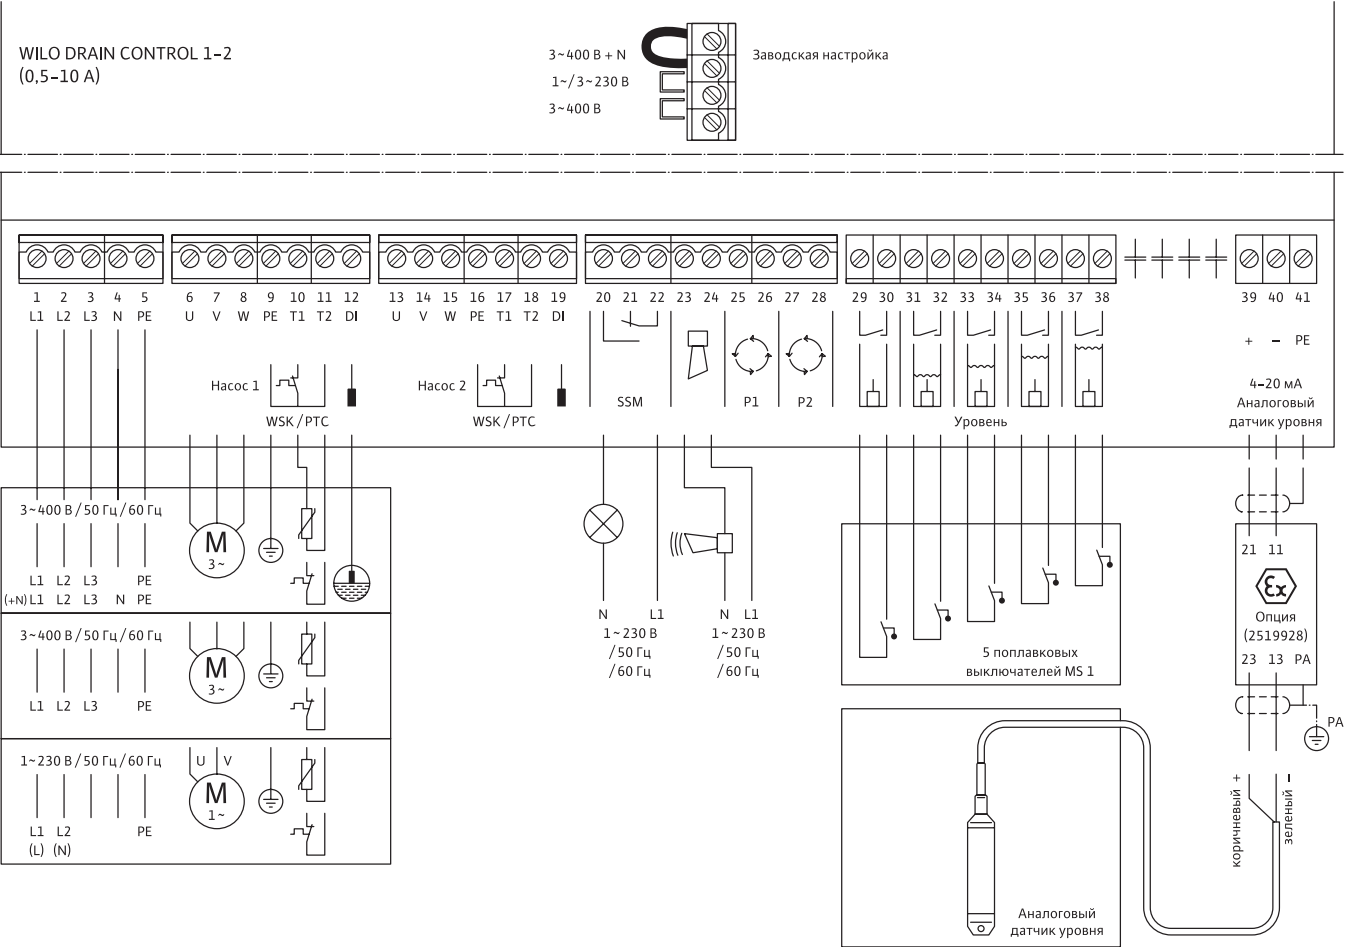 WILO DRAIN CONTROL 1–2
(0,5–10 A)
3~400 В + N
1~/3~230 В
3~400 В
Заводская настройка
1 2 3 4 5 6 7 8 9 10 11 12 13 14 15 16 17 18 19 20 21 22 23 24 25 26 27 28 29 30 31 32 33 34 35 36 37 38 39 40 41
L1 L2 L3 N PE U V W PE T1 T2 DI U V W PE T1 T2 DI
+ – PE
Насос 1
WSK / PTC
Насос 2
WSK / PTC
SSM
P1
P2
Уровень
4–20 мА
Аналоговый
датчик уровня
3~400 В / 50 Гц / 60 Гц
M
3~
L1 L2 L3 PE
(+N) L1 L2 L3 N PE
3~400 В / 50 Гц / 60 Гц
M
3~
L1 L2 L3 PE
1~230 В / 50 Гц / 60 Гц
U V
M
1~
L1 L2 PE
(L) (N)
N L1
1~230 В
/ 50 Гц
/ 60 Гц
N L1
1~230 В
/ 50 Гц
/ 60 Гц
5 поплавковых
выключателей MS 1
21 11
Ex
Опция
(2519928)
23 13 PA
PA
коричневый +
зеленый –
Аналоговый
датчик уровня